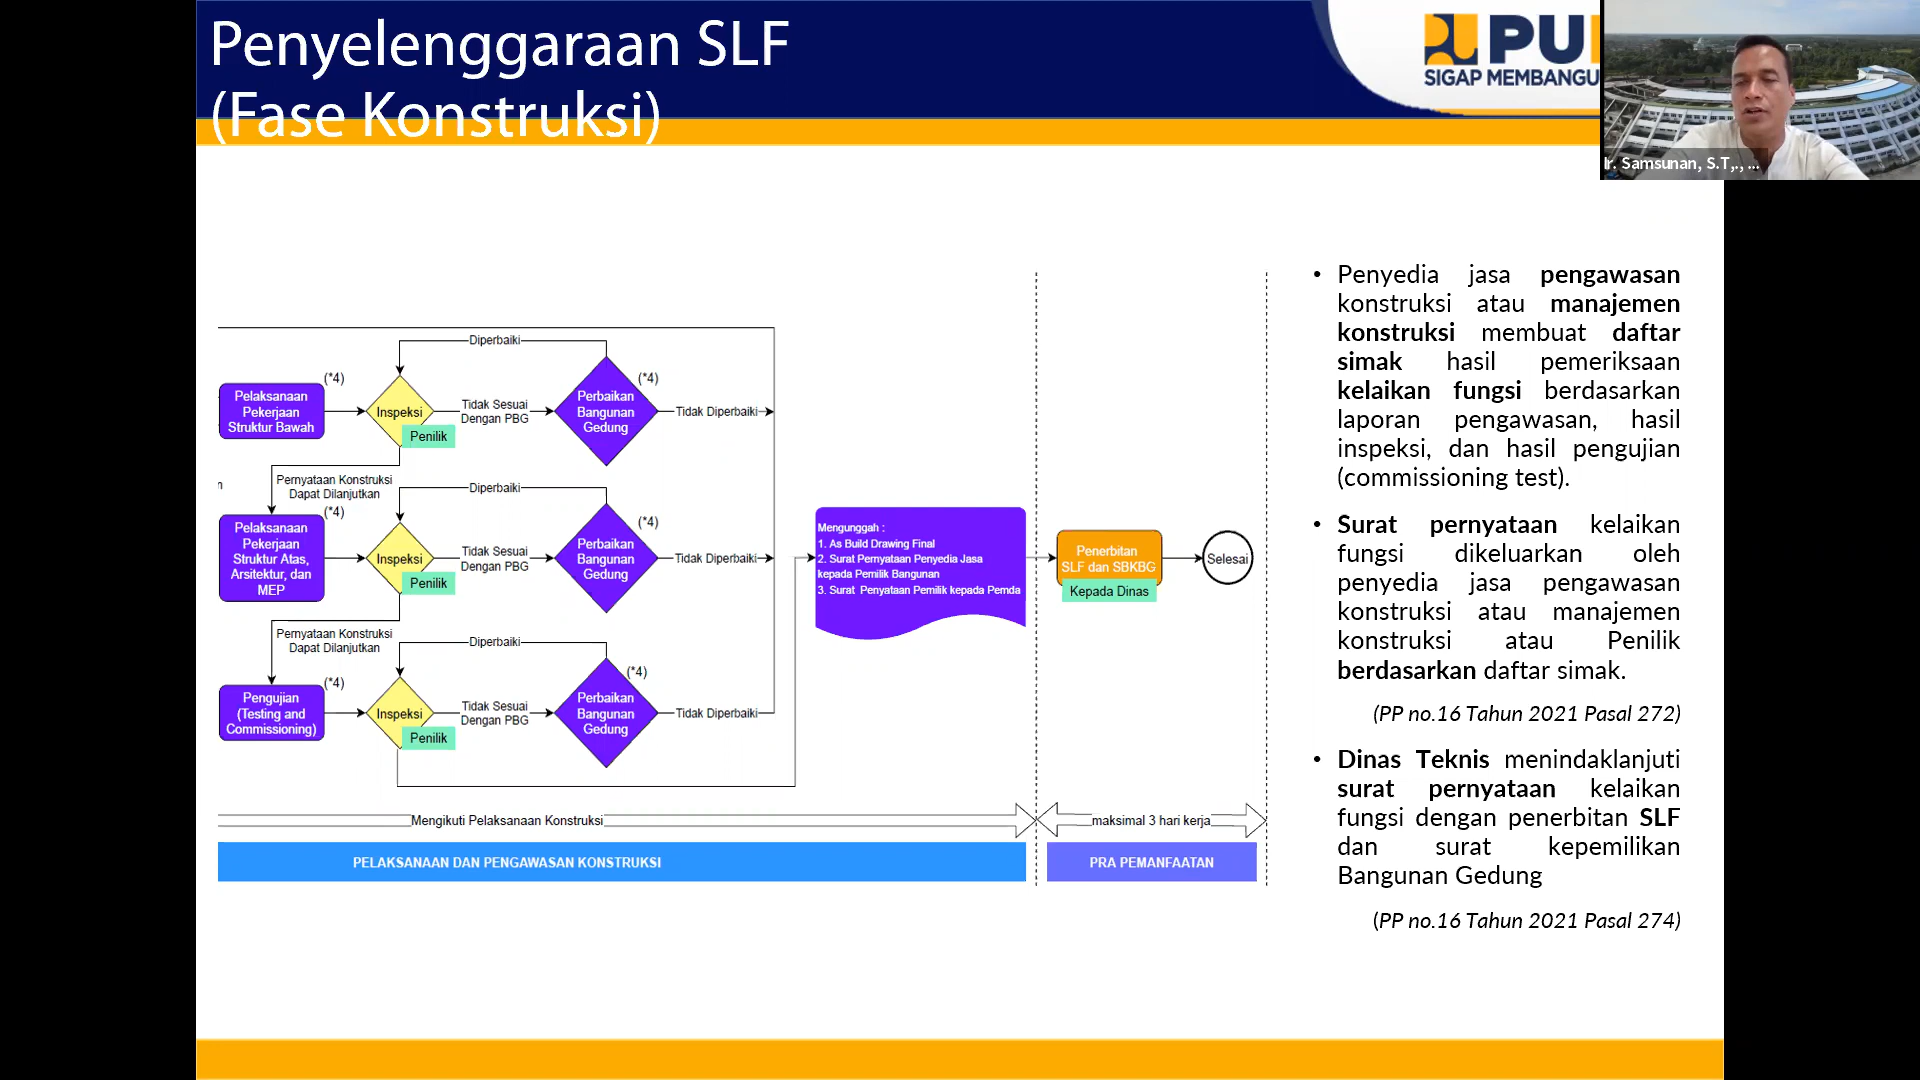 Penyelenggaraan SLF
(Fase Konstruksi)
PU
SIGAP MEMBANGU
Ir. Samsunan, S.T,., ...
Diperbaiki
Pelaksanaan
Pekerjaan
Struktur Bawah
(*4)
Inspeksi
Penilik
Tidak Sesuai
Dengan PBG
Perbaikan
Bangunan
Gedung
(*4)
Tidak Diperbaiki
Pernyataan Konstruksi
Dapat Dilanjutkan
Diperbaiki
n
Pelaksanaan
Pekerjaan
Struktur Atas,
Arsitektur, dan
MEP
(*4)
Inspeksi
Penilik
Tidak Sesuai
Dengan PBG
Perbaikan
Bangunan
Gedung
(*4)
Tidak Diperbaiki
Pernyataan Konstruksi
Dapat Dilanjutkan
Diperbaiki
Pengujian
(Testing and
Commissioning)
(*4)
Inspeksi
Penilik
Tidak Sesuai
Dengan PBG
Perbaikan
Bangunan
Gedung
(*4)
Tidak Diperbaiki
Mengunggah :
1. As Build Drawing Final
2. Surat Pernyataan Penyedia Jasa
kepada Pemilik Bangunan
3. Surat Penyataan Pemilik kepada Pemda
Penerbitan
SLF dan SBKBG
Kepada Dinas
Selesai
Mengikuti Pelaksanaan Konstruksi
maksimal 3 hari kerja
PELAKSANAAN DAN PENGAWASAN KONSTRUKSI
PRA PEMANFAATAN
• Penyedia jasa pengawasan
konstruksi atau manajemen
konstruksi membuat daftar
simak hasil pemeriksaan
kelaikan fungsi berdasarkan
laporan pengawasan, hasil
inspeksi, dan hasil pengujian
(commissioning test).
• Surat pernyataan kelaikan
fungsi dikeluarkan oleh
penyedia jasa pengawasan
konstruksi atau manajemen
konstruksi atau Penilik
berdasarkan daftar simak.
(PP no.16 Tahun 2021 Pasal 272)
• Dinas Teknis menindaklanjuti
surat pernyataan kelaikan
fungsi dengan penerbitan SLF
dan surat kepemilikan
Bangunan Gedung
(PP no.16 Tahun 2021 Pasal 274)